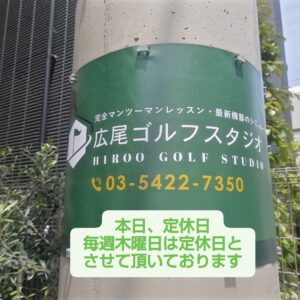 完全マンツーマンレッスン・最新機器のシミュ
広尾ゴルフスタジオ
HIROO GOLF STUDIO
03-5422-7350
本日、定休日
毎週木曜日は定休日と
させて頂いております